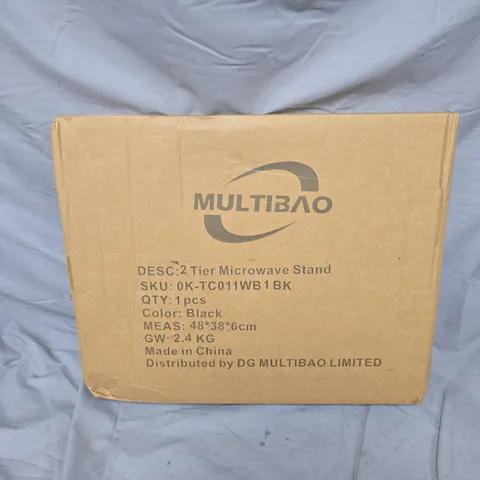 MULTIBAO
DESC:2 Tier Microwave Stand
SKU: 0K-TC011WB1BK
QTY: 1pcs
Color: Black
MEAS: 48*38*6cm
GW: 2.4 KG
Made in China
Distributed by DG MULTIBAO LIMITED